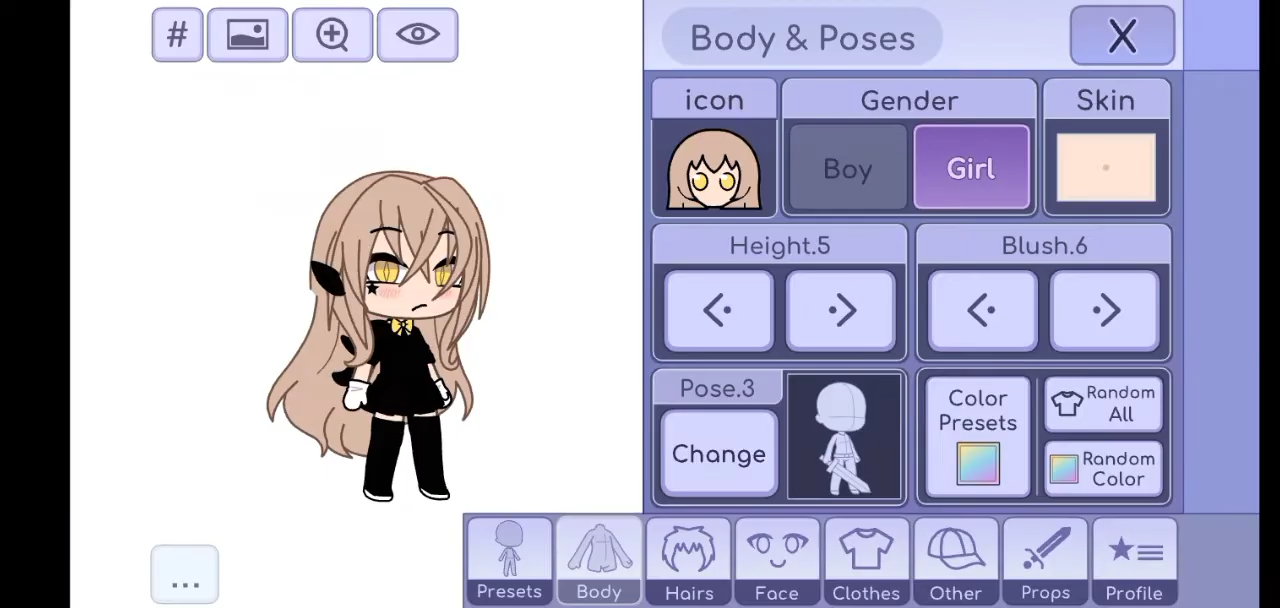 #
Body & Poses
X
icon
Gender
Skin
Boy
Girl
Height.5
Blush.6
Pose.3
Change
Color
Presets
Random
All
Random
Color
...
Presets
Body
Hairs
Face
Clothes
Other
Props
Profile